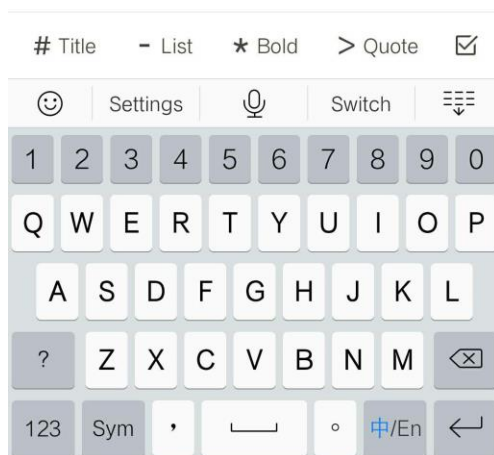 # Title - List * Bold > Quote
Settings Switch
1 2 3 4 5 6 7 8 9 0
Q W E R T Y U I O P
A S D F G H J K L
? Z X C V B N M
123 Sym , 。 中/En